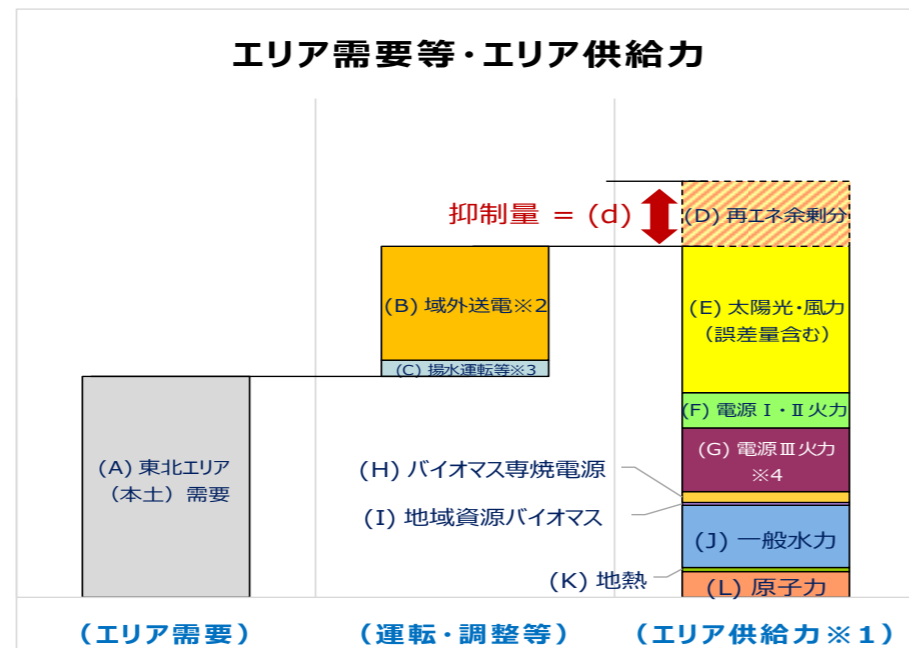 エリア需要等・エリア供給力
抑制量 = (d)
(D) 再エネ余剰分
(B) 域外送電※2
(E) 太陽光・風力
(誤差量含む)
(C) 揚水運転等※3
(F) 電源Ⅰ・Ⅱ火力
(A) 東北エリア
(本土) 需要
(G) 電源Ⅲ火力
※4
(H) バイオマス専焼電源
(I) 地域資源バイオマス
(J) 一般水力
(K) 地熱
(L) 原子力
(エリア需要)
(運転・調整等)
(エリア供給力※1)